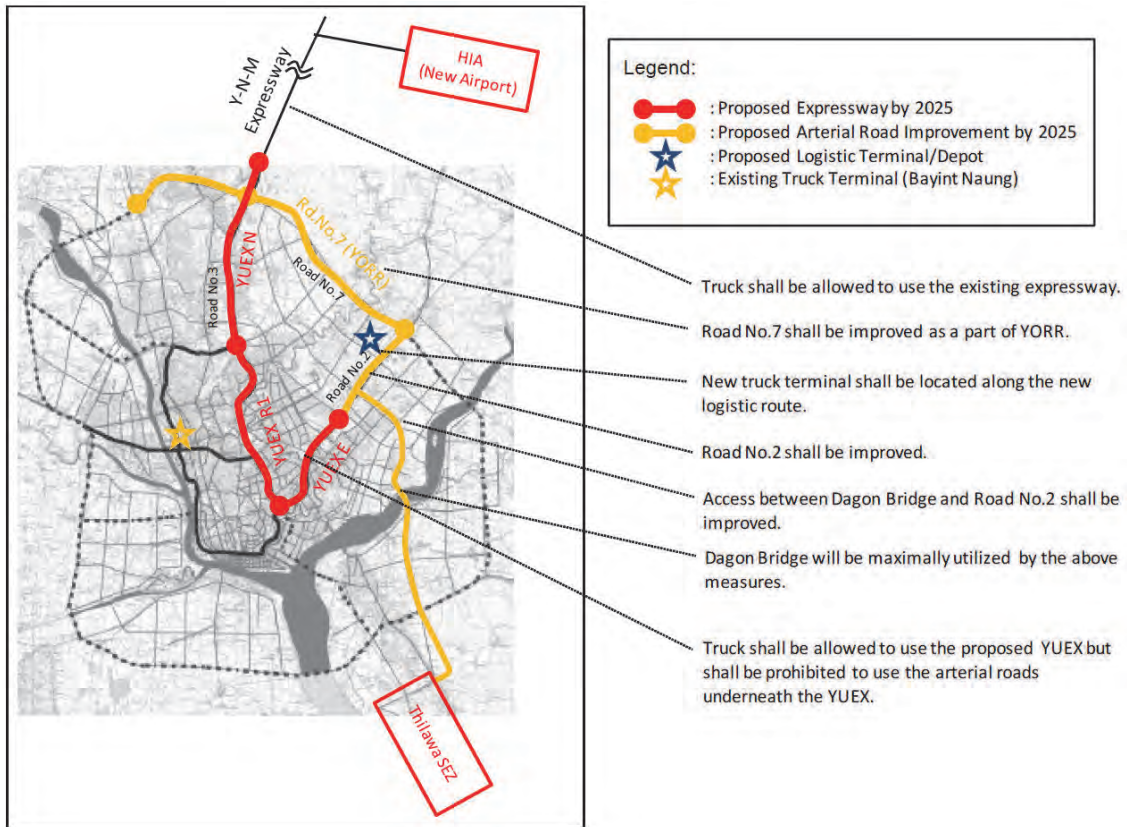 HIA
(New Airport)
Y-N-M
Expressway
Rd.No.7 (YORR)
Road No.7
YUEX N
Road No.3
Road No.2
YUEX R1
YUEX E
Thilawa SEZ
Legend:
: Proposed Expressway by 2025
: Proposed Arterial Road Improvement by 2025
: Proposed Logistic Terminal/Depot
: Existing Truck Terminal (Bayint Naung)
Truck shall be allowed to use the existing expressway.
Road No.7 shall be improved as a part of YORR.
New truck terminal shall be located along the new
logistic route.
Road No.2 shall be improved.
Access between Dagon Bridge and Road No.2 shall be
improved.
Dagon Bridge will be maximally utilized by the above
measures.
Truck shall be allowed to use the proposed YUEX but
shall be prohibited to use the arterial roads
underneath the YUEX.